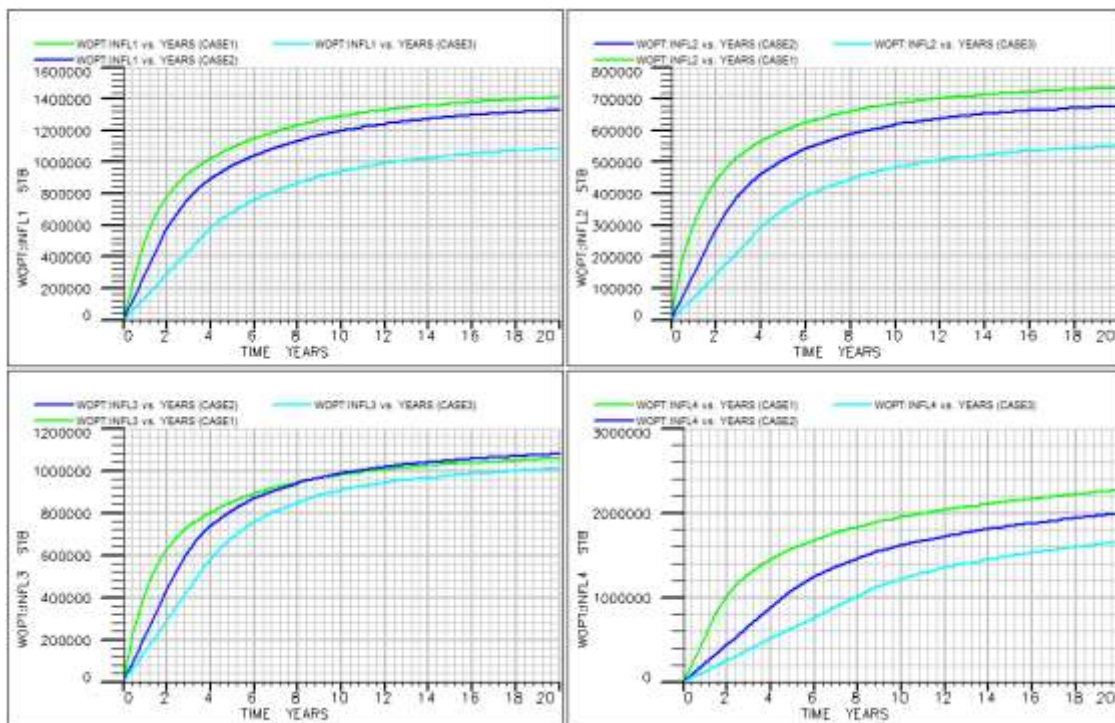 WOPT:INFL1 vs. YEARS (CASE1) WOPT:INFL1 vs. YEARS (CASE3)
WOPT:INFL1 vs. YEARS (CASE2)
1600000
1400000
1200000
1000000
800000
600000
400000
200000
0
WOPT:INFL1 STB
0 2 4 6 8 10 12 14 16 18 20
TIME YEARS
WOPT:INFL2 vs. YEARS (CASE2) WOPT:INFL2 vs. YEARS (CASE3)
WOPT:INFL2 vs. YEARS (CASE1)
800000
700000
600000
500000
400000
300000
200000
100000
0
WOPT:INFL2 STB
0 2 4 6 8 10 12 14 16 18 20
TIME YEARS
WOPT:INFL3 vs. YEARS (CASE2) WOPT:INFL3 vs. YEARS (CASE3)
WOPT:INFL3 vs. YEARS (CASE1)
1200000
1000000
800000
600000
400000
200000
0
WOPT:INFL3 STB
0 2 4 6 8 10 12 14 16 18 20
TIME YEARS
WOPT:INFL4 vs. YEARS (CASE1) WOPT:INFL4 vs. YEARS (CASE3)
WOPT:INFL4 vs. YEARS (CASE2)
3000000
2000000
1000000
0
WOPT:INFL4 STB
0 2 4 6 8 10 12 14 16 18 20
TIME YEARS